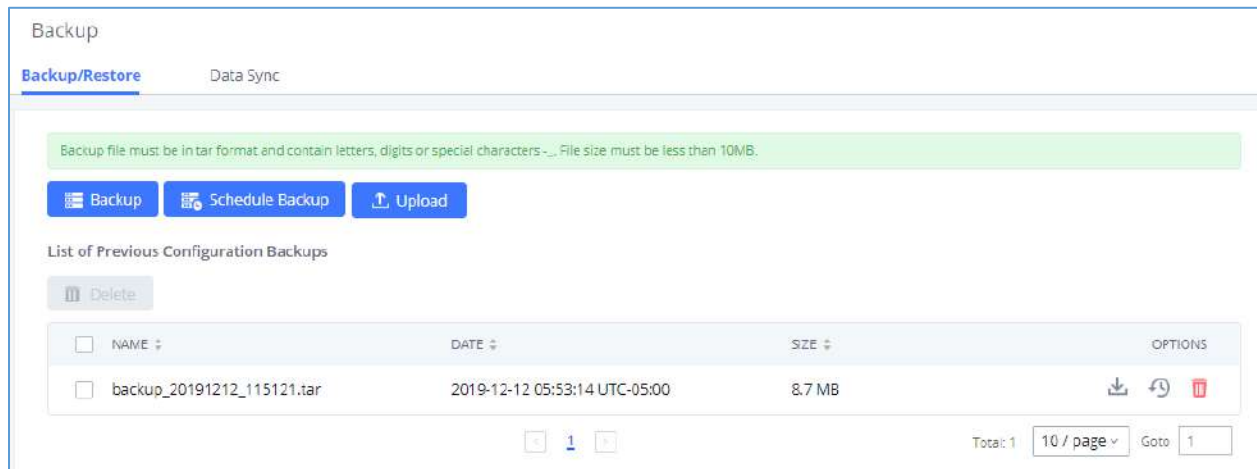 Backup
Backup/Restore Data Sync
Backup file must be in tar format and contain letters, digits or special characters -_. File size must be less than 10MB.
Backup Schedule Backup Upload
List of Previous Configuration Backups
Delete
NAME DATE SIZE OPTIONS
backup_20191212_115121.tar 2019-12-12 05:53:14 UTC-05:00 8.7 MB
< 1 > Total: 1 10 / page Goto 1